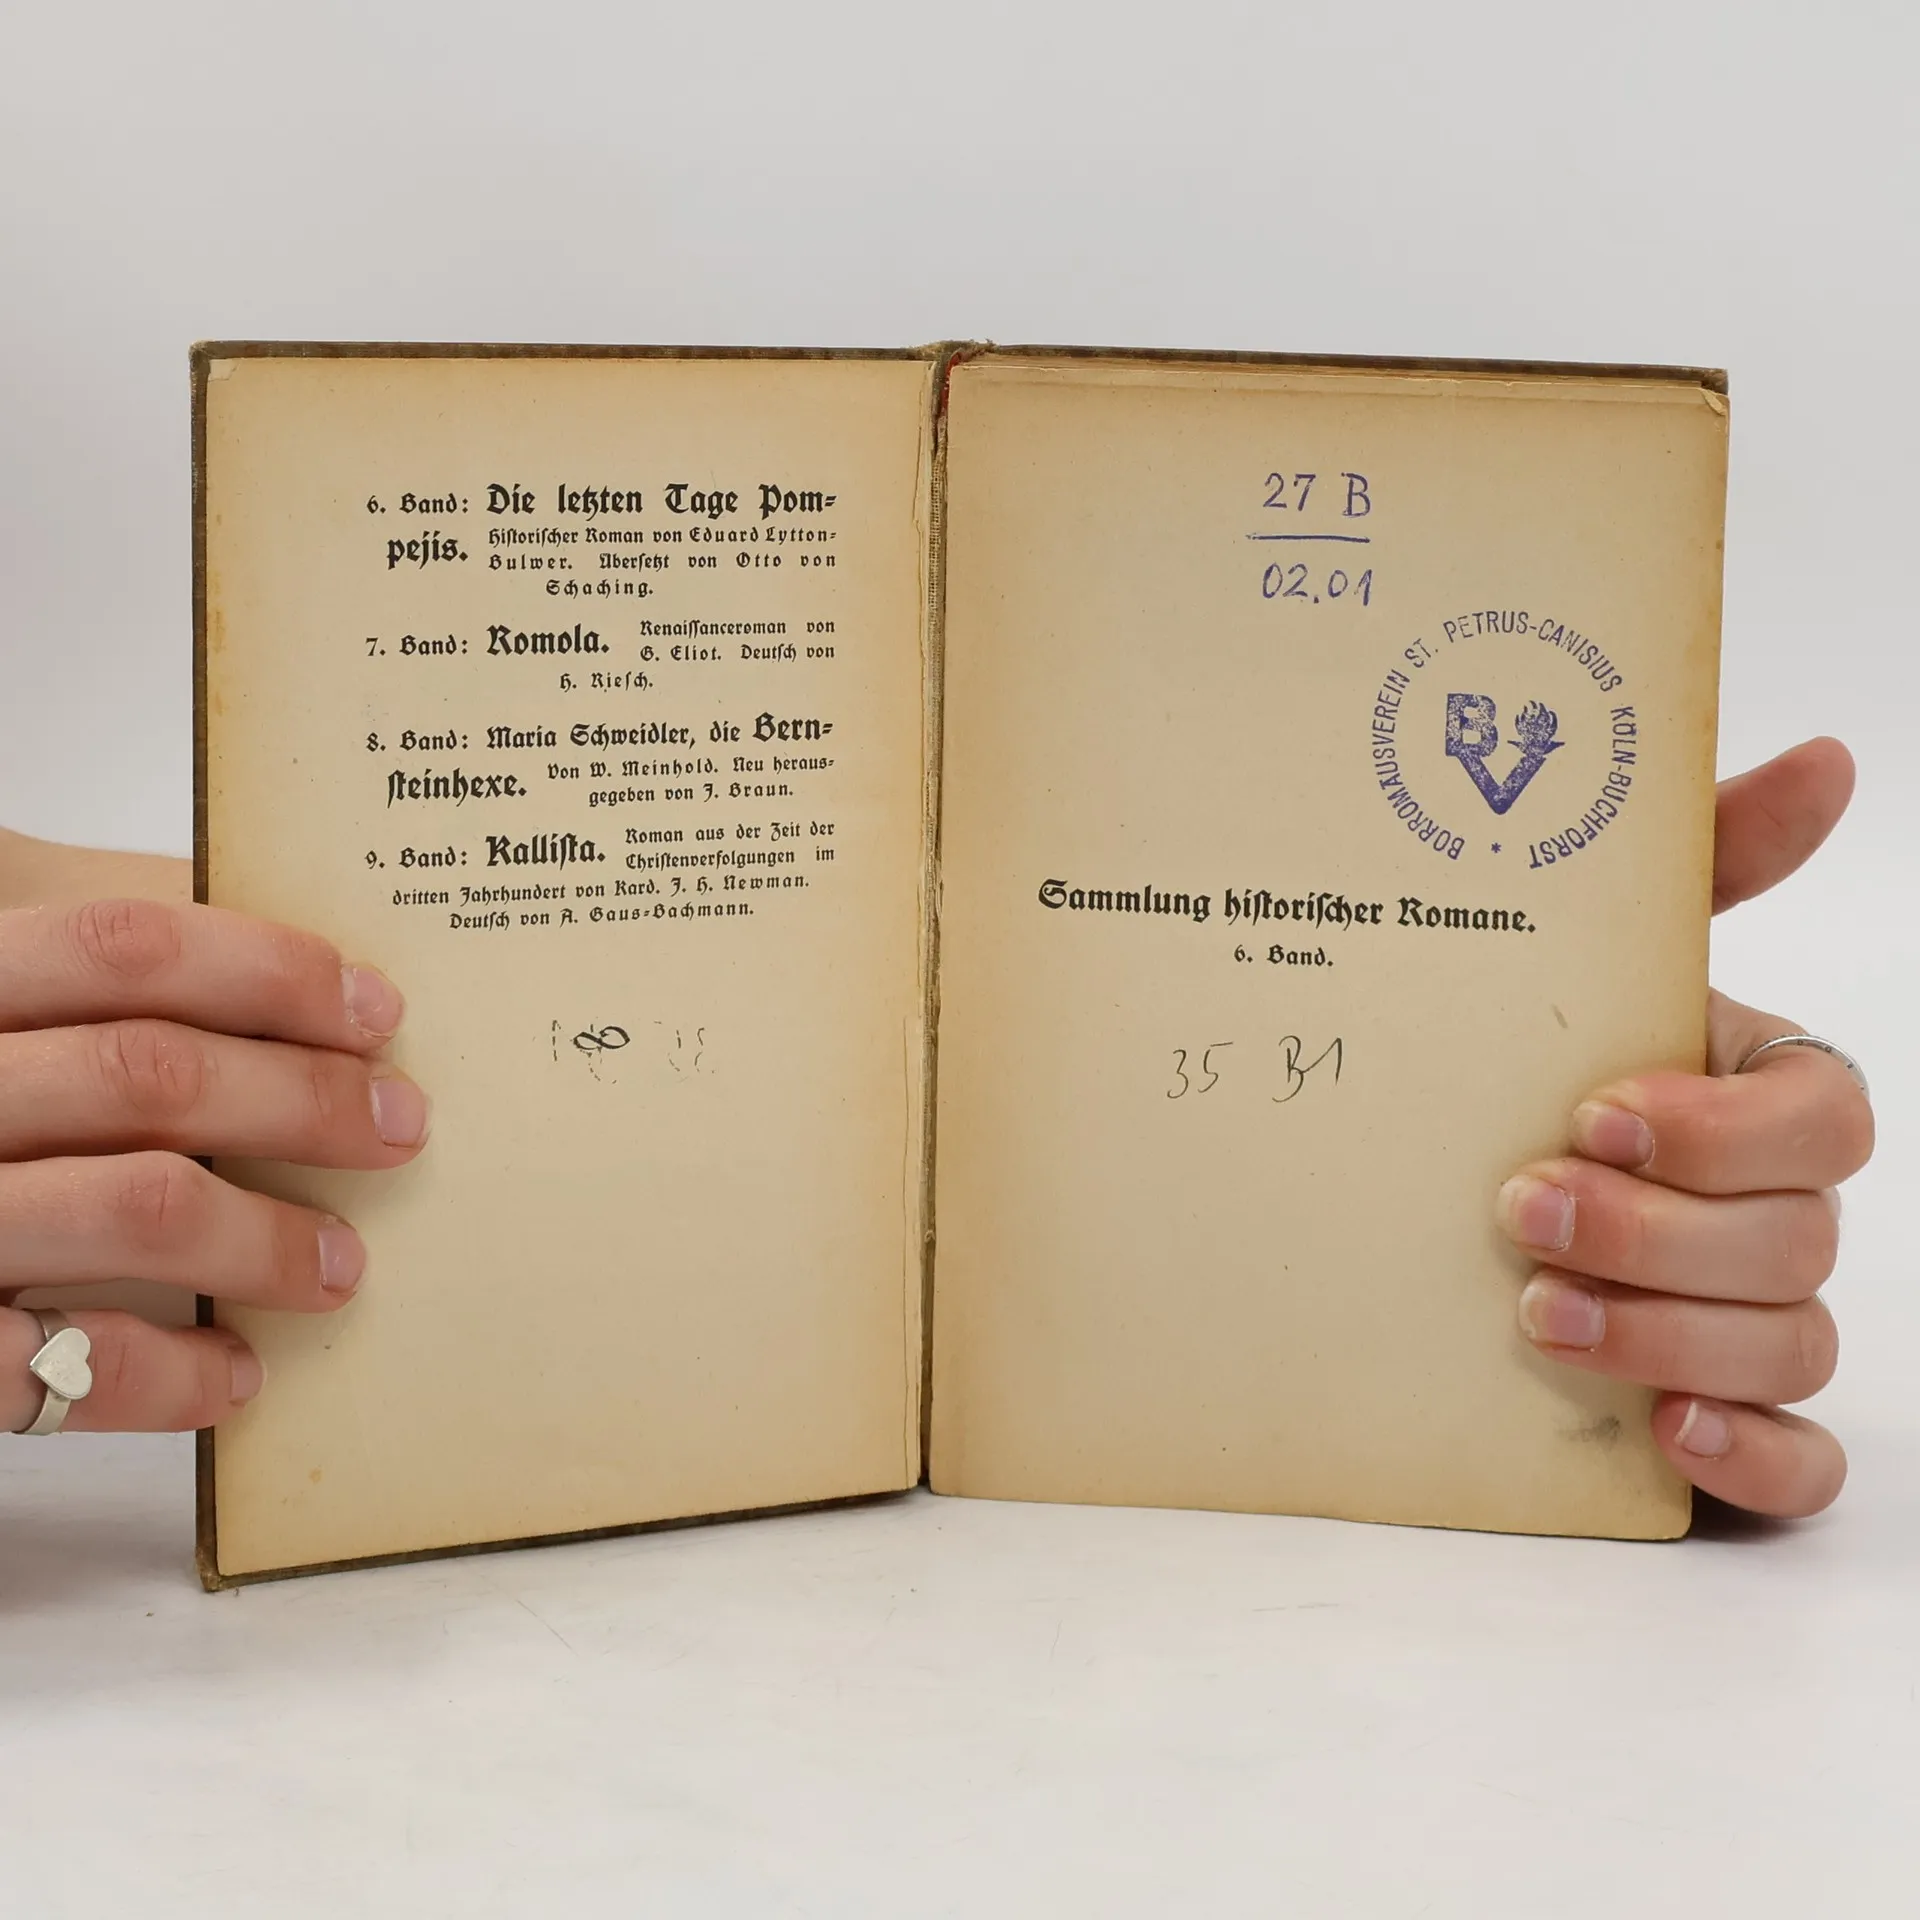 6. Band: Die letzten Tage Pom=
pejis. Historischer Roman von Eduard Lytton=
Bulwer. Übersetzt von Otto von
Schaching.
7. Band: Romola. Renaissanceroman von
G. Eliot. Deutsch von
H. Riesch.
8. Band: Maria Schweidler, die Bern=
steinhexe. Von W. Meinhold. Neu heraus=
gegeben von J. Braun.
9. Band: Kallista. Roman aus der Zeit der
Christenverfolgungen im
dritten Jahrhundert von Kard. J. H. Newman.
Deutsch von A. Gaus=Bachmann.
27 B
02.01
BORROMÄUSVEREIN ST. PETRUS-CANISIUS KÖLN-BUCHFORST *
BV
Sammlung historischer Romane.
6. Band.
35 B1